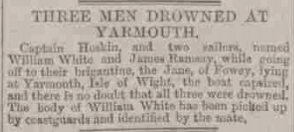 THREE MEN DROWNED AT
YARMOUTH.
Captain Hoskin, and two sailors, named
William White and James Ramsay, while going
off to their brigantine, the Jane, of Fowey, lying
at Yarmouth, Isle of Wight, the boat capsized,
and there is no doubt that all three were drowned.
The body of William White has been picked up
by coastguards and identified by the mate.